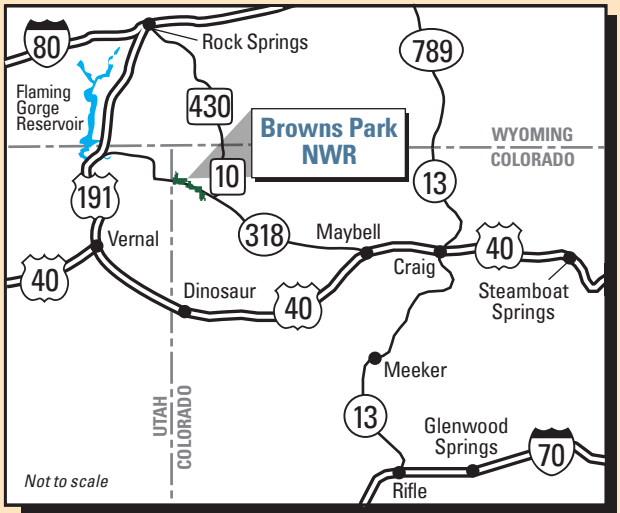 80
Rock Springs
789
Flaming
Gorge
Reservoir
430
Browns Park
NWR
WYOMING
COLORADO
10
13
191
318
Maybell
Vernal
40
Craig
40
Steamboat
Springs
Dinosaur
40
Meeker
UTAH
COLORADO
13
Glenwood
Springs
70
Not to scale
Rifle